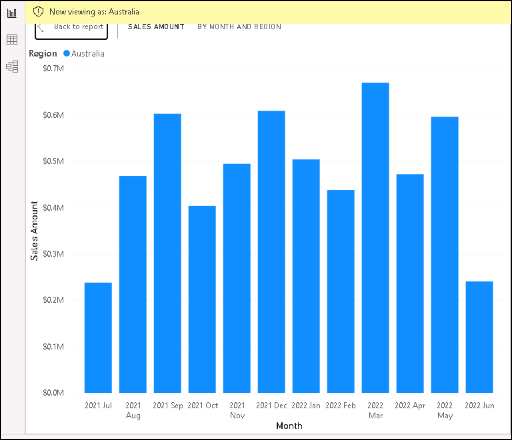 Now viewing as: Australia
Back to report
SALES AMOUNT
BY MONTH AND REGION
Region
Australia
$0.7M
$0.6M
$0.5M
$0.4M
$0.3M
$0.2M
$0.1M
$0.0M
Sales Amount
2021 Jul
2021 Aug
2021 Sep
2021 Oct
2021 Nov
2021 Dec
2022 Jan
2022 Feb
2022 Mar
2022 Apr
2022 May
2022 Jun
Month